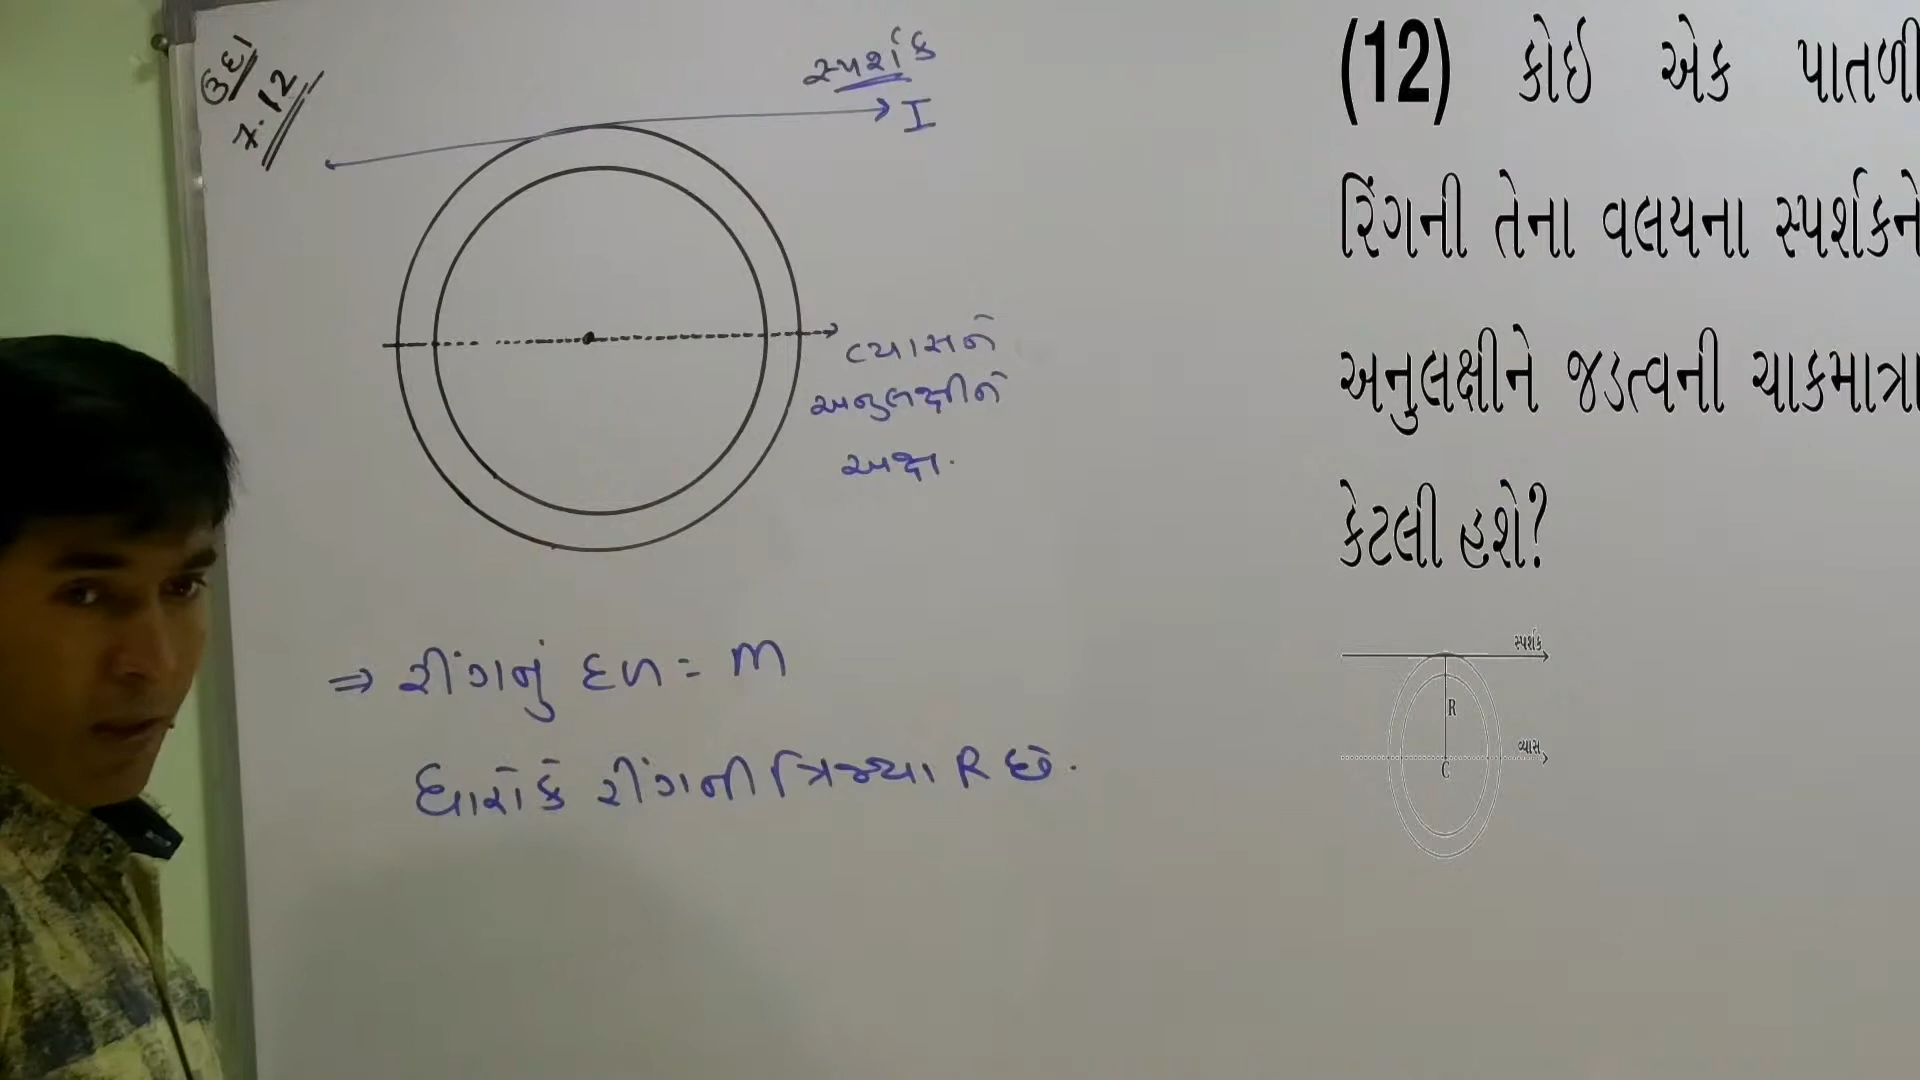 ઉદા
7.12
સ્પર્શક
I
વ્યાસને
અનુલક્ષીને
અક્ષ.
⇒ રીંગનું દળ = M
ધારોકે રીંગની ત્રિજ્યા R છે.
(12) કોઇ એક પાતળી
રિંગની તેના વલયના સ્પર્શકને
અનુલક્ષીને જડત્વની ચાકમાત્રા
કેટલી હશે?
સ્પર્શક
R
વ્યાસ
C